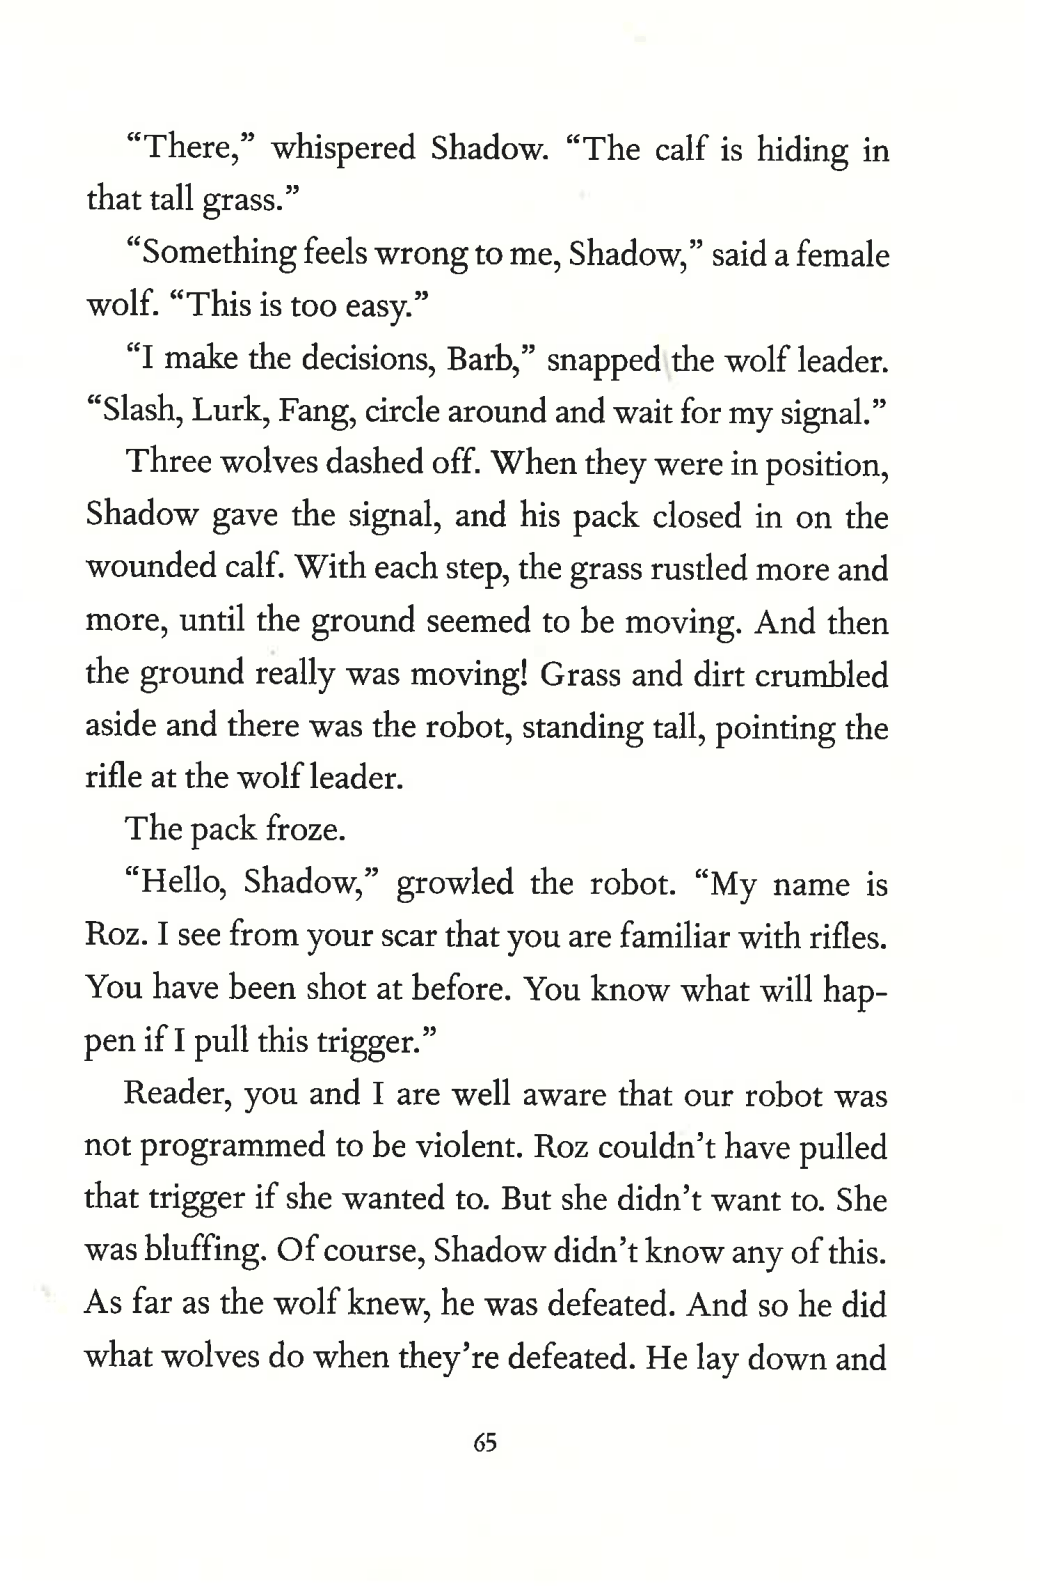 “There,” whispered Shadow. “The calf is hiding in
that tall grass.”
“Something feels wrong to me, Shadow,” said a female
wolf. “This is too easy.”
“I make the decisions, Barb,” snapped the wolf leader.
“Slash, Lurk, Fang, circle around and wait for my signal.”
Three wolves dashed off. When they were in position,
Shadow gave the signal, and his pack closed in on the
wounded calf. With each step, the grass rustled more and
more, until the ground seemed to be moving. And then
the ground really was moving! Grass and dirt crumbled
aside and there was the robot, standing tall, pointing the
rifle at the wolf leader.
The pack froze.
“Hello, Shadow,” growled the robot. “My name is
Roz. I see from your scar that you are familiar with rifles.
You have been shot at before. You know what will hap-
pen if I pull this trigger.”
Reader, you and I are well aware that our robot was
not programmed to be violent. Roz couldn’t have pulled
that trigger if she wanted to. But she didn’t want to. She
was bluffing. Of course, Shadow didn’t know any of this.
As far as the wolf knew, he was defeated. And so he did
what wolves do when they’re defeated. He lay down and
65